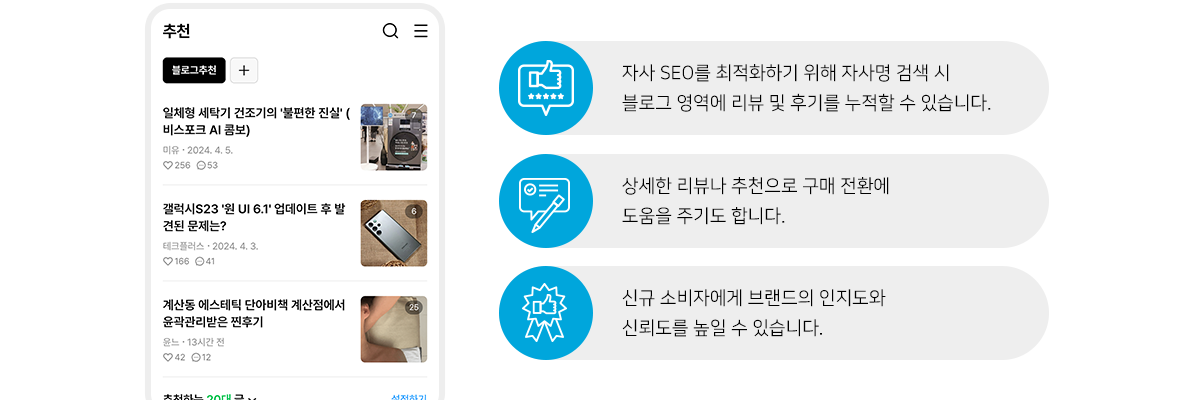 추천
블로그추천
+
일체형 세탁기 건조기의 '불편한 진실' (
비스포크 AI 콤보)
미유 · 2024. 4. 5.
256 53
7
갤럭시S23 '원 UI 6.1' 업데이트 후 발
견된 문제는?
테크플러스 · 2024. 4. 3.
166 41
6
계산동 에스테틱 단아비책 계산점에서
윤곽관리받은 찐후기
윤느 · 13시간 전
42 12
25
추천하는 20대 글
설정하기
자사 SEO를 최적화하기 위해 자사명 검색 시
블로그 영역에 리뷰 및 후기를 누적할 수 있습니다.
상세한 리뷰나 추천으로 구매 전환에
도움을 주기도 합니다.
신규 소비자에게 브랜드의 인지도와
신뢰도를 높일 수 있습니다.